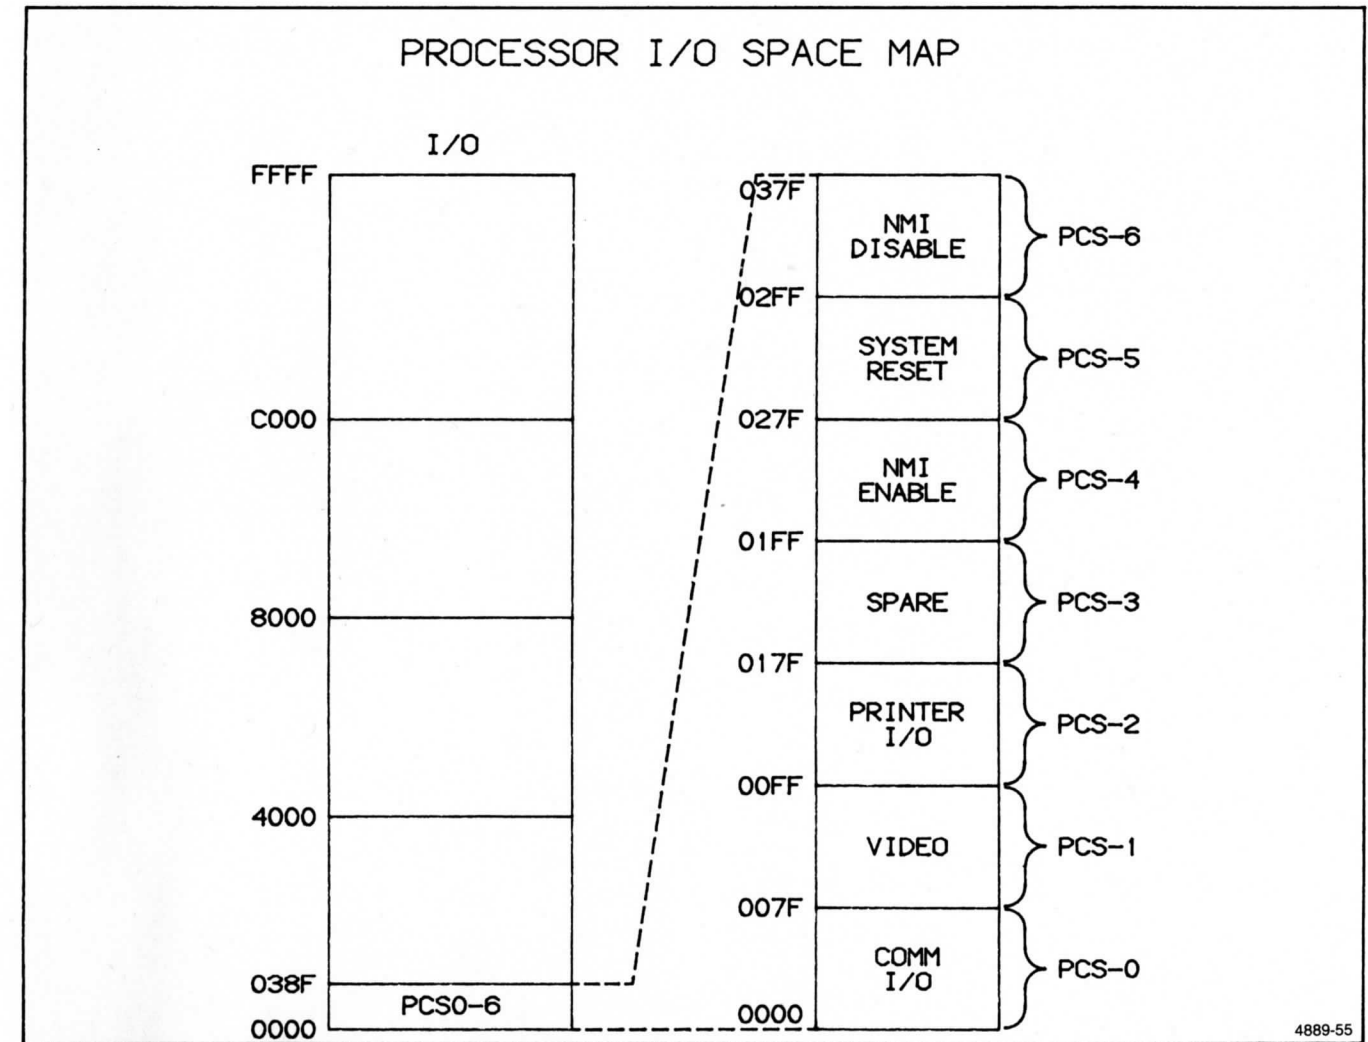 PROCESSOR I/O SPACE MAP
I/O
FFFF
C000
8000
4000
038F
PCS0-6
0000
037F
NMI
DISABLE
PCS-6
02FF
SYSTEM
RESET
PCS-5
027F
NMI
ENABLE
PCS-4
01FF
SPARE
PCS-3
017F
PRINTER
I/O
PCS-2
00FF
VIDEO
PCS-1
007F
COMM
I/O
PCS-0
0000
4889-55